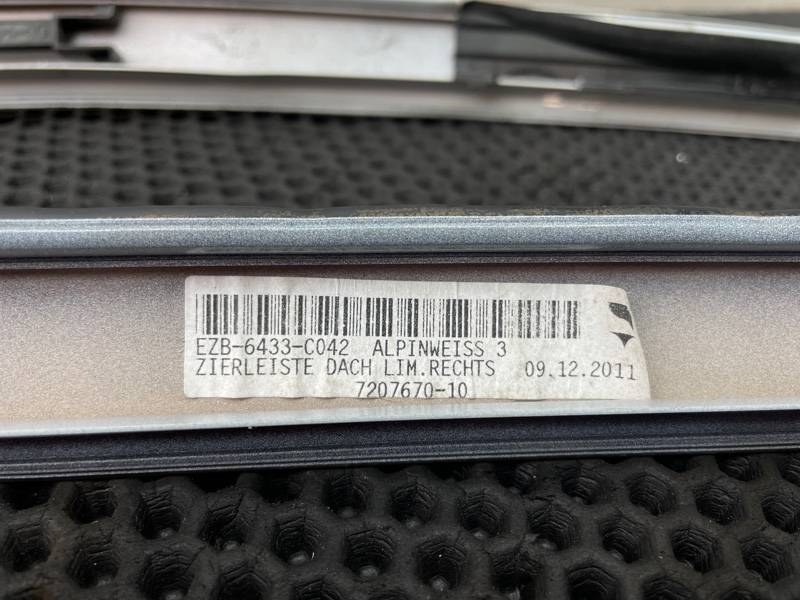 EZB-6433-C042 ALPINWEISS 3
ZIERLEISTE DACH LIM.RECHTS 09.12.2011
7207670-10